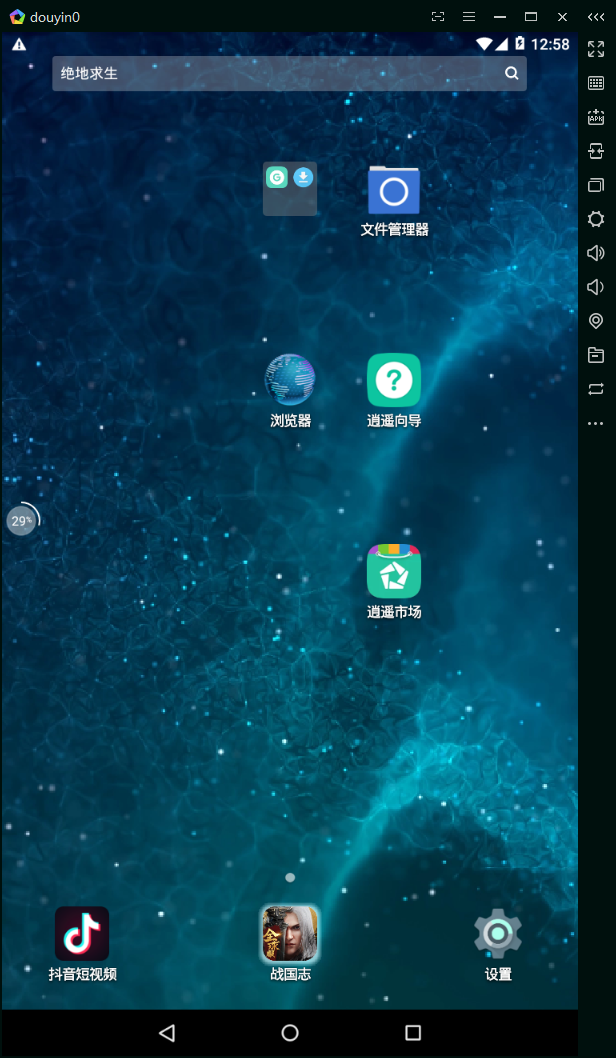 douyin0
12:58
绝地求生
文件管理器
浏览器
逍遥向导
29%
逍遥市场
抖音短视频
战国志
设置